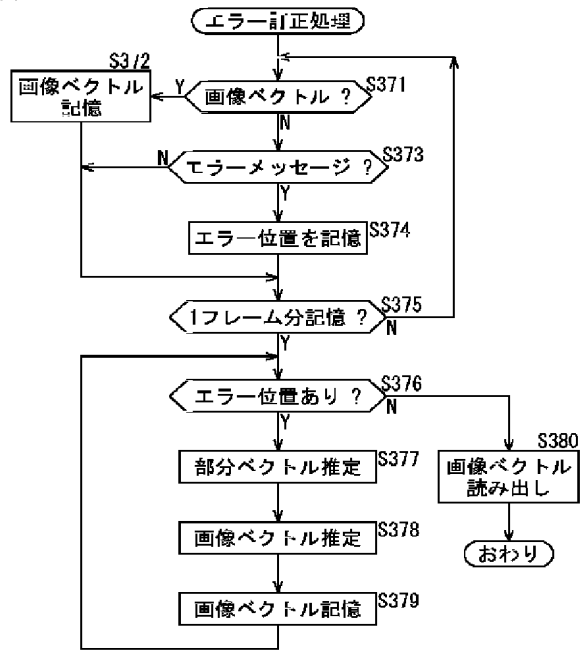 エラー訂正処理
S372
画像ベクトル
記憶
Y
画像ベクトル ?
S371
N
N
エラーメッセージ ?
S373
Y
エラー位置を記憶
S374
1フレーム分記憶 ?
S375
N
Y
エラー位置あり ?
S376
N
Y
部分ベクトル推定
S377
S380
画像ベクトル
読み出し
画像ベクトル推定
S378
おわり
画像ベクトル記憶
S379